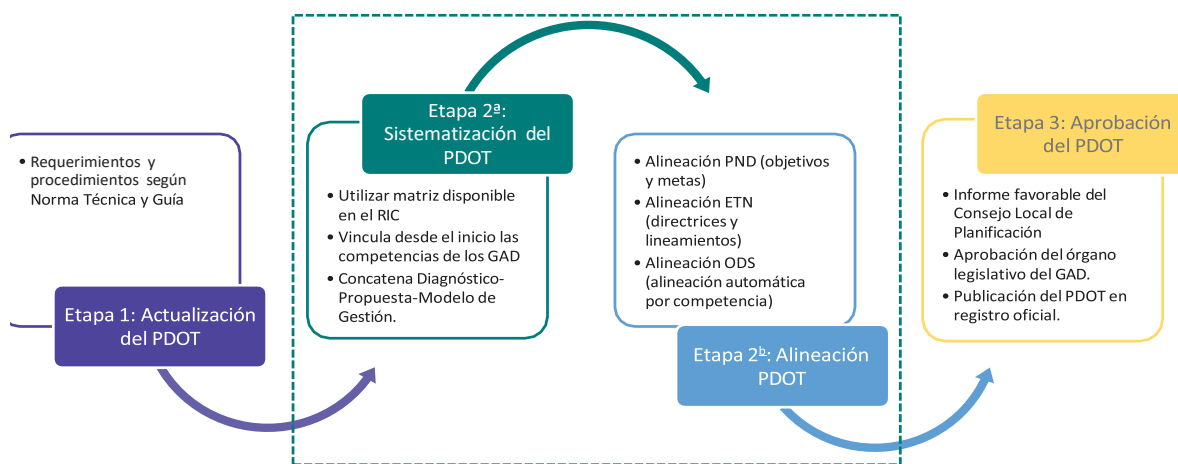 • Requerimientos y
procedimientos según
Norma Técnica y Guía
Etapa 1: Actualización
del PDOT
Etapa 2ª:
Sistematización del
PDOT
• Utilizar matriz disponible
en el RIC
• Vincula desde el inicio las
competencias de los GAD
• Concatena Diagnóstico-
Propuesta-Modelo de
Gestión.
• Alineación PND (objetivos
y metas)
• Alineación ETN
(directrices y
lineamientos)
• Alineación ODS
(alineación automática
por competencia)
Etapa 2ᵇ: Alineación
PDOT
Etapa 3: Aprobación
del PDOT
• Informe favorable del
Consejo Local de
Planificación
• Aprobación del órgano
legislativo del GAD.
• Publicación del PDOT en
registro oficial.